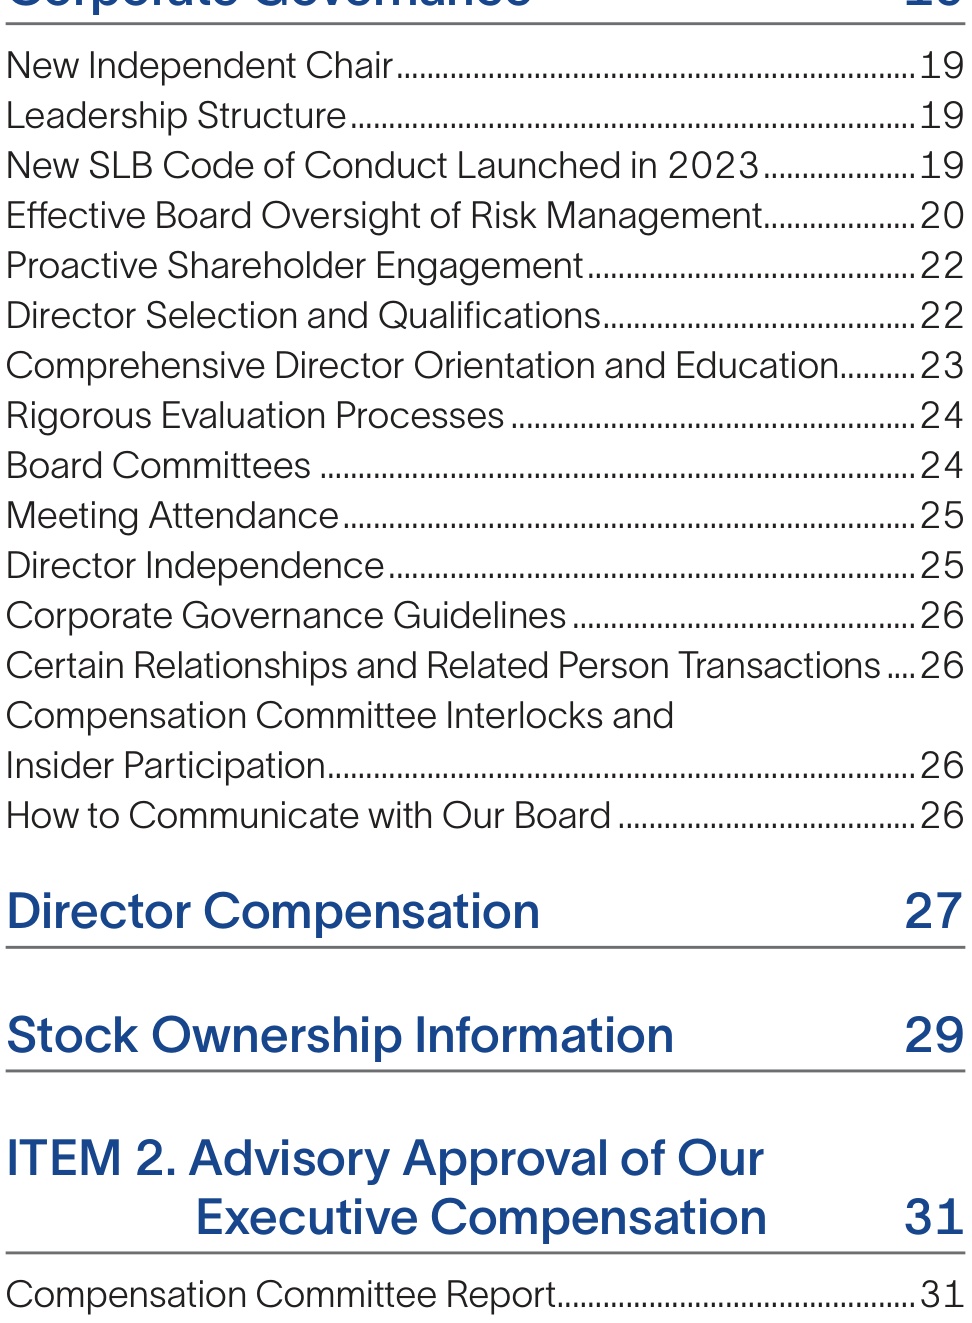 Corporate Governance
New Independent Chair....................19
Leadership Structure....................19
New SLB Code of Conduct Launched in 2023....................19
Effective Board Oversight of Risk Management....................20
Proactive Shareholder Engagement....................22
Director Selection and Qualifications....................22
Comprehensive Director Orientation and Education..........23
Rigorous Evaluation Processes ....................24
Board Committees ....................24
Meeting Attendance....................25
Director Independence....................25
Corporate Governance Guidelines ....................26
Certain Relationships and Related Person Transactions ....26
Compensation Committee Interlocks and
Insider Participation....................26
How to Communicate with Our Board ....................26
Director Compensation 27
Stock Ownership Information 29
ITEM 2. Advisory Approval of Our
Executive Compensation 31
Compensation Committee Report....................31